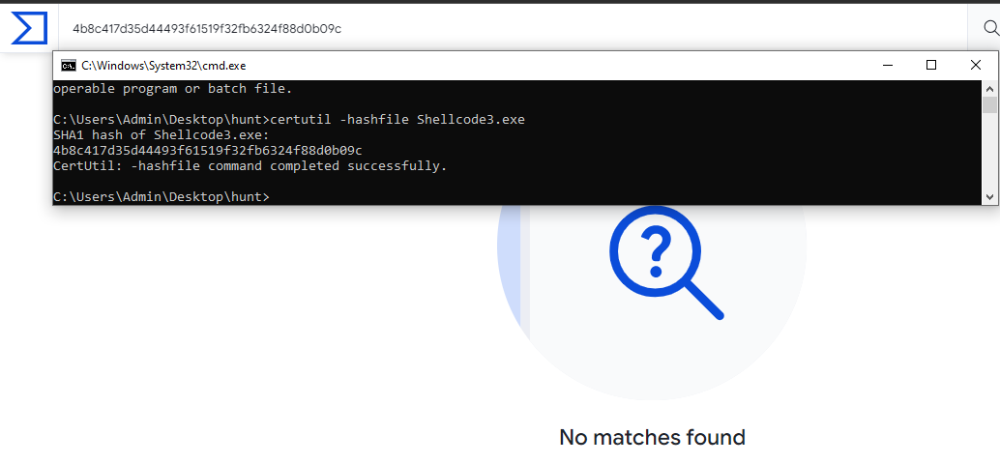 4b8c417d35d44493f61519f32fb6324f88d0b09c
C:\Windows\System32\cmd.exe
operable program or batch file.
C:\Users\Admin\Desktop\hunt>certutil -hashfile Shellcode3.exe
SHA1 hash of Shellcode3.exe:
4b8c417d35d44493f61519f32fb6324f88d0b09c
CertUtil: -hashfile command completed successfully.
C:\Users\Admin\Desktop\hunt>
?
No matches found